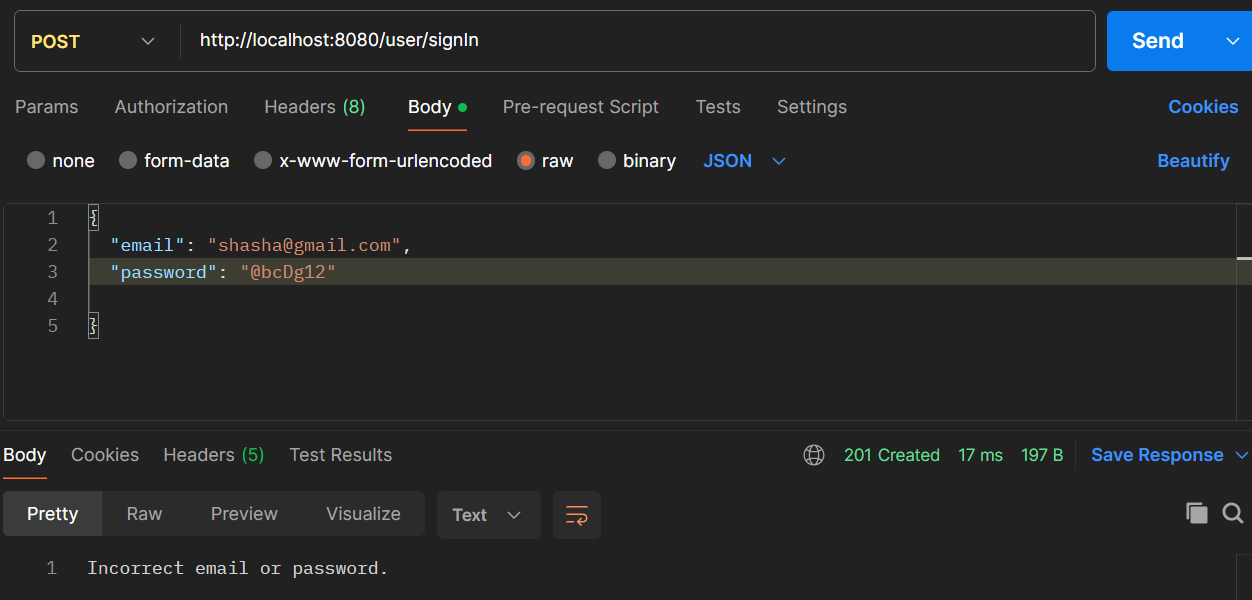 POST http://localhost:8080/user/signIn Send
Params Authorization Headers (8) Body Pre-request Script Tests Settings Cookies
none form-data x-www-form-urlencoded raw binary JSON Beautify
1 {
2 "email": "shasha@gmail.com",
3 "password": "@bcDg12"
4
5 }
Body Cookies Headers (5) Test Results 201 Created 17 ms 197 B Save Response
Pretty Raw Preview Visualize Text
1 Incorrect email or password.